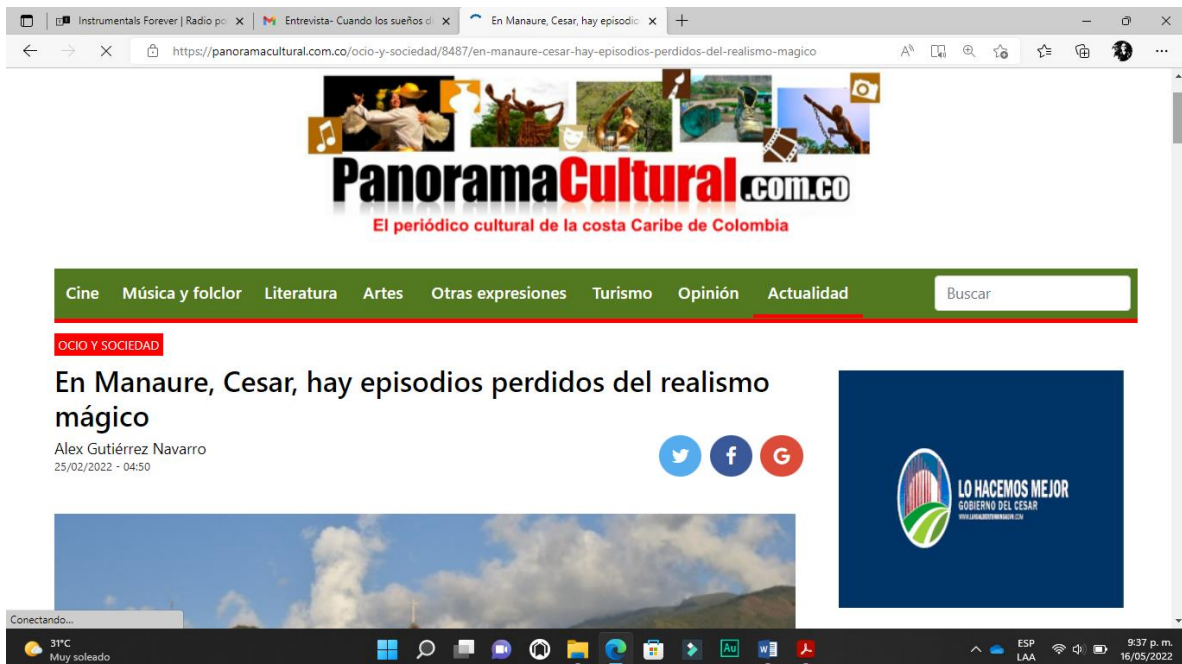 Instrumentals Forever | Radio po
Entrevista- Cuando los sueños d
En Manaure, Cesar, hay episodio
https://panoramacultural.com.co/ocio-y-sociedad/8487/en-manaure-cesar-hay-episodios-perdidos-del-realismo-magico
PanoramaCultural.com.co
El periódico cultural de la costa Caribe de Colombia
Cine Música y folclor Literatura Artes Otras expresiones Turismo Opinión Actualidad Buscar
OCIO Y SOCIEDAD
En Manaure, Cesar, hay episodios perdidos del realismo
mágico
Alex Gutiérrez Navarro
25/02/2022 - 04:50
f G
LO HACEMOS MEJOR
GOBIERNO DEL CESAR
Conectando...
31°C
Muy soleado
Au
ESP
LAA
9:37 p. m.
16/05/2022